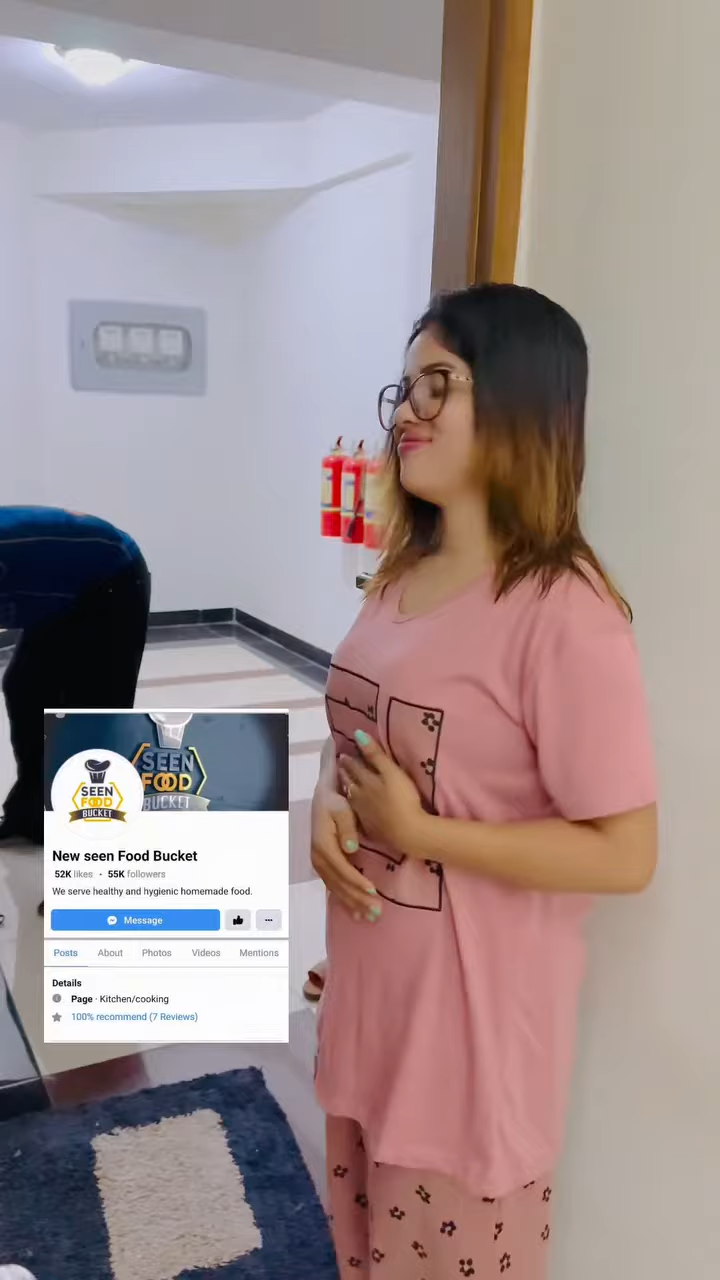 SEEN
FOOD
BUCKET
SEEN
FOOD
BUCKET
New seen Food Bucket
52K likes • 55K followers
We serve healthy and hygienic homemade food.
Message
Posts About Photos Videos Mentions
Details
Page · Kitchen/cooking
100% recommend (7 Reviews)